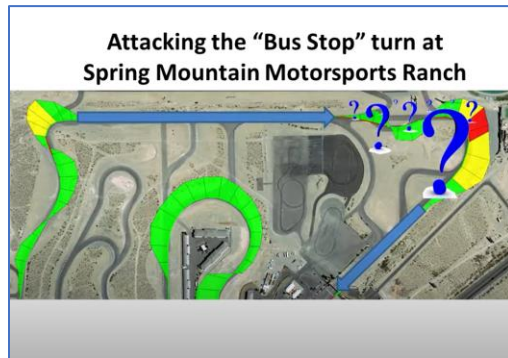 Attacking the “Bus Stop” turn at
Spring Mountain Motorsports Ranch
? ? ? ? ? ?